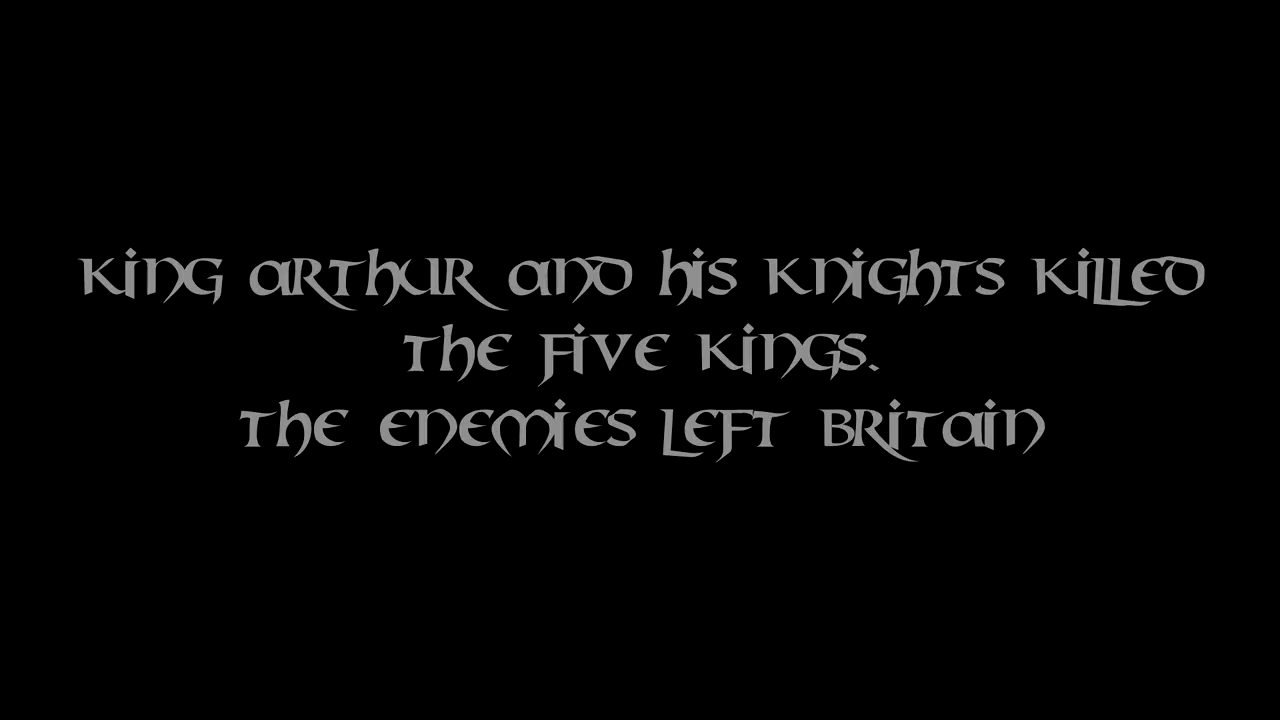 King Arthur and his knights killed
the five kings.
The enemies left Britain